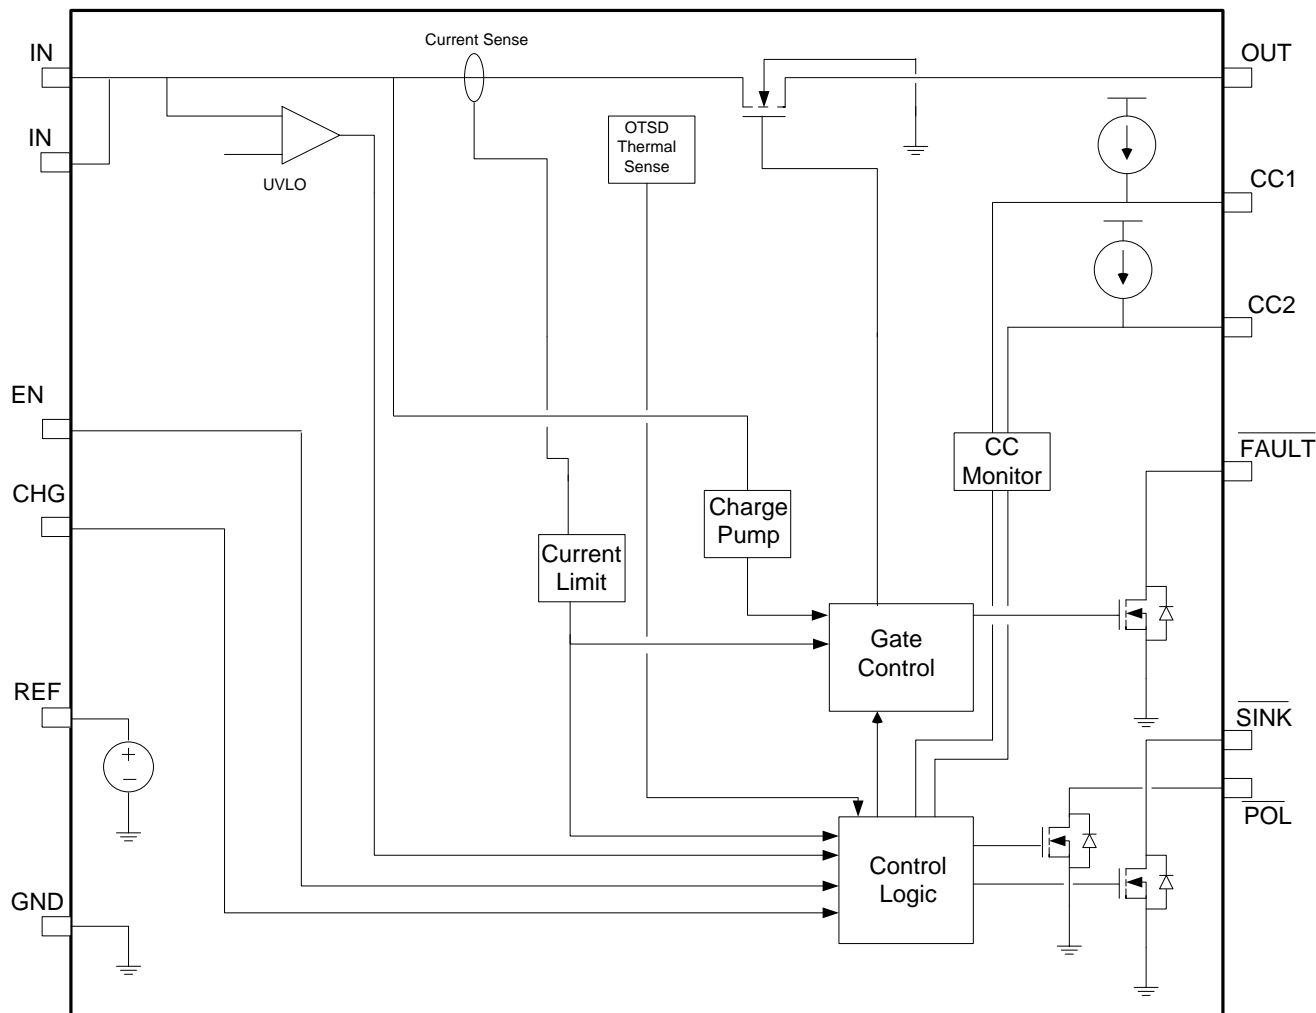 Current Sense
IN
OUT
IN
OTSD
Thermal
Sense
UVLO
CC1
CC2
EN
FAULT
CC
Monitor
CHG
Charge
Pump
Current
Limit
Gate
Control
REF
SINK
+
−
POL
Control
Logic
GND